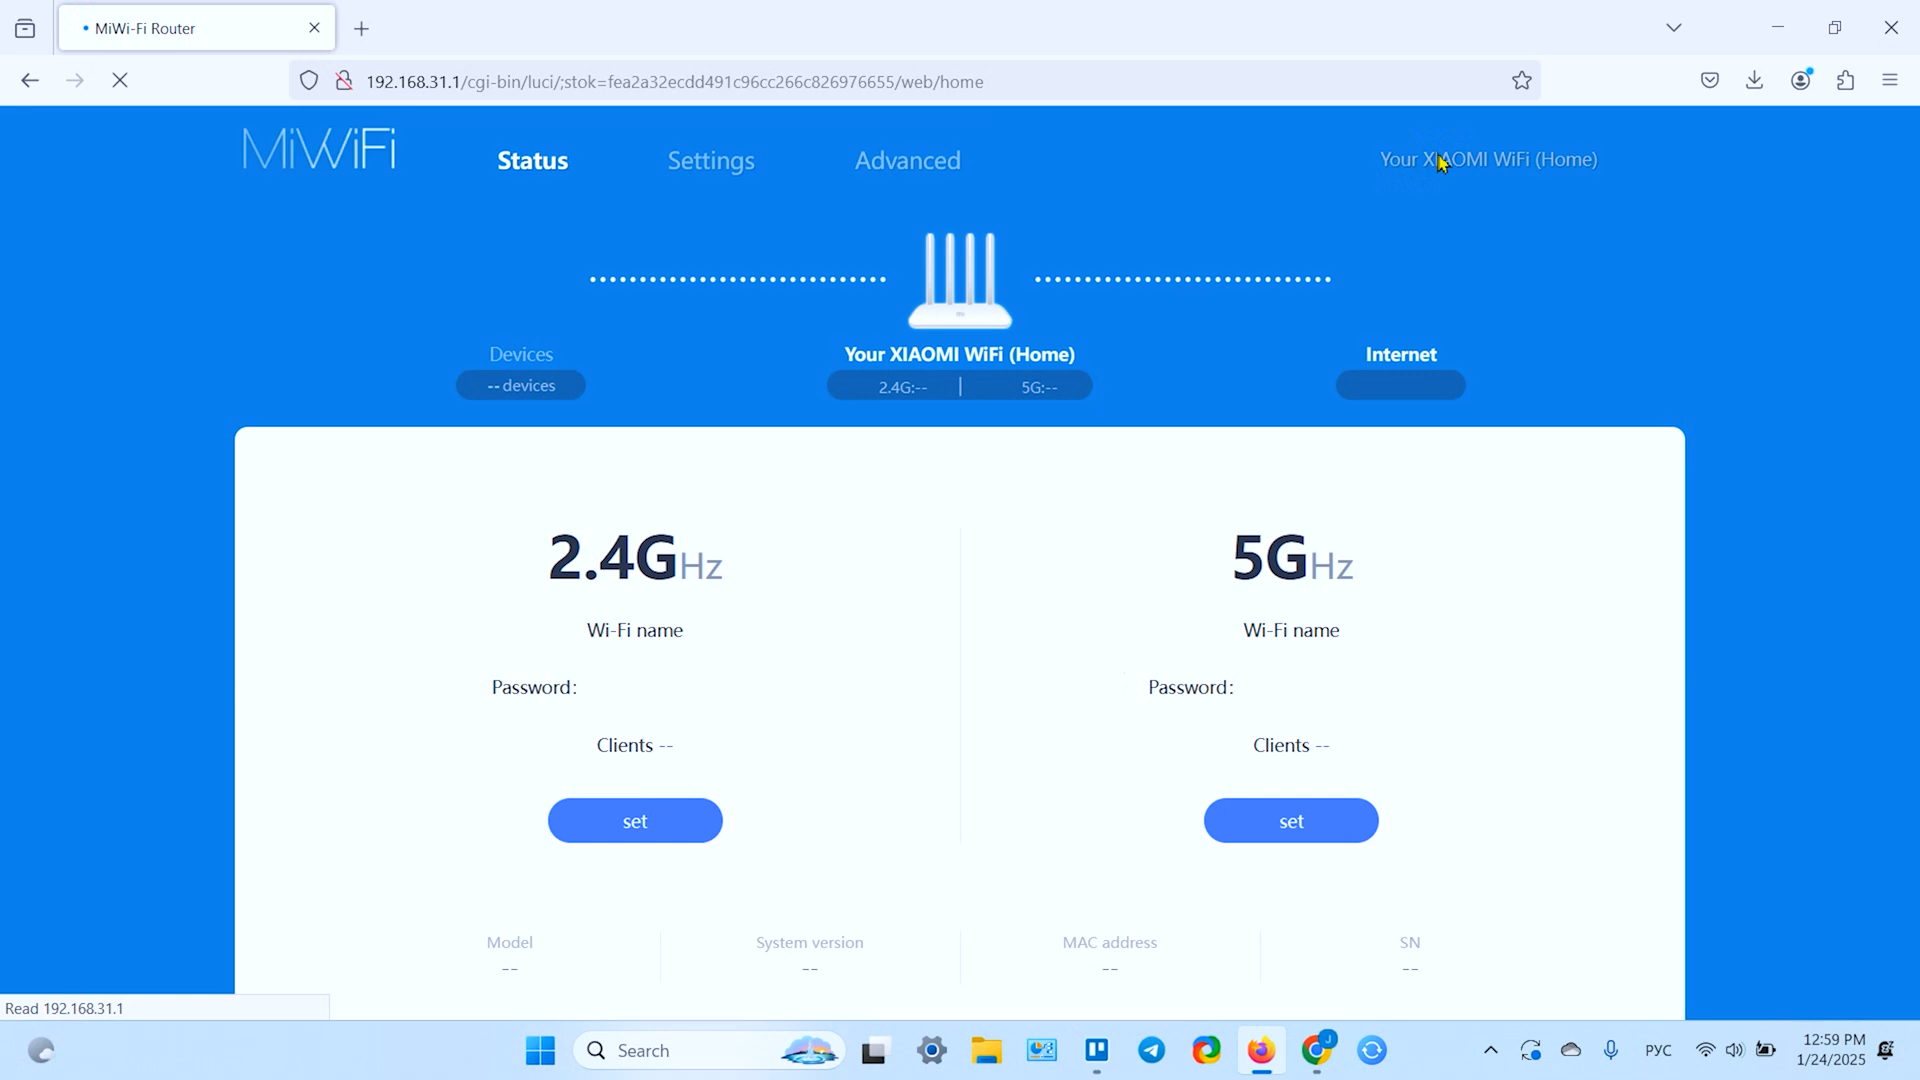 MiWi-Fi Router
192.168.31.1/cgi-bin/luci/;stok=fea2a32ecdd491c96cc266c826976655/web/home
MiWiFi
Status
Settings
Advanced
Your XIAOMI WiFi (Home)
Devices
Your XIAOMI WiFi (Home)
Internet
-- devices
2.4G:-- | 5G:--
2.4GHz
5GHz
Wi-Fi name
Wi-Fi name
Password:
Password:
Clients --
Clients --
set
set
Model
System version
MAC address
SN
--
--
--
--
Read 192.168.31.1
Search
J
РУС
12:59 PM
1/24/2025